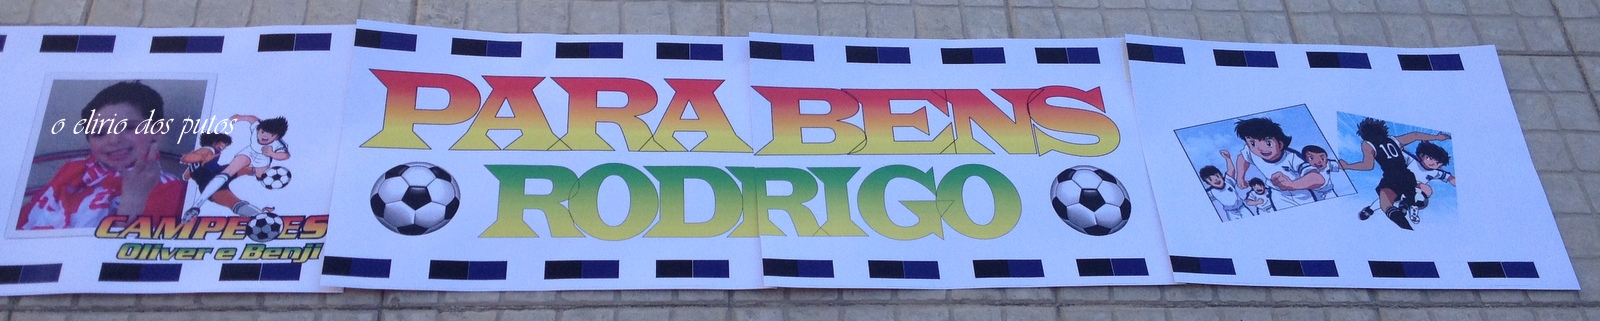 o elirio dos putos
CAMPEÕES
Oliver e Benji
PARABENS
RODRIGO
10